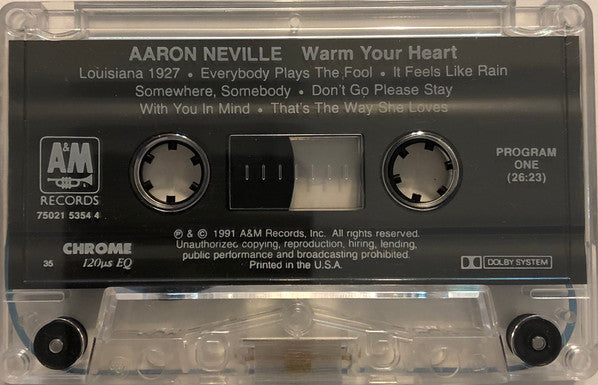 AARON NEVILLE Warm Your Heart
Louisiana 1927 • Everybody Plays The Fool • It Feels Like Rain
Somewhere, Somebody • Don't Go Please Stay
With You In Mind • That's The Way She Loves
A&M
RECORDS
75021 5354 4
PROGRAM
ONE
(26:23)
℗ & © 1991 A&M Records, Inc. All rights reserved.
Unauthorized copying, reproduction, hiring, lending,
public performance and broadcasting prohibited.
Printed in the U.S.A.
CHROME
35 120µs EQ
DOLBY SYSTEM